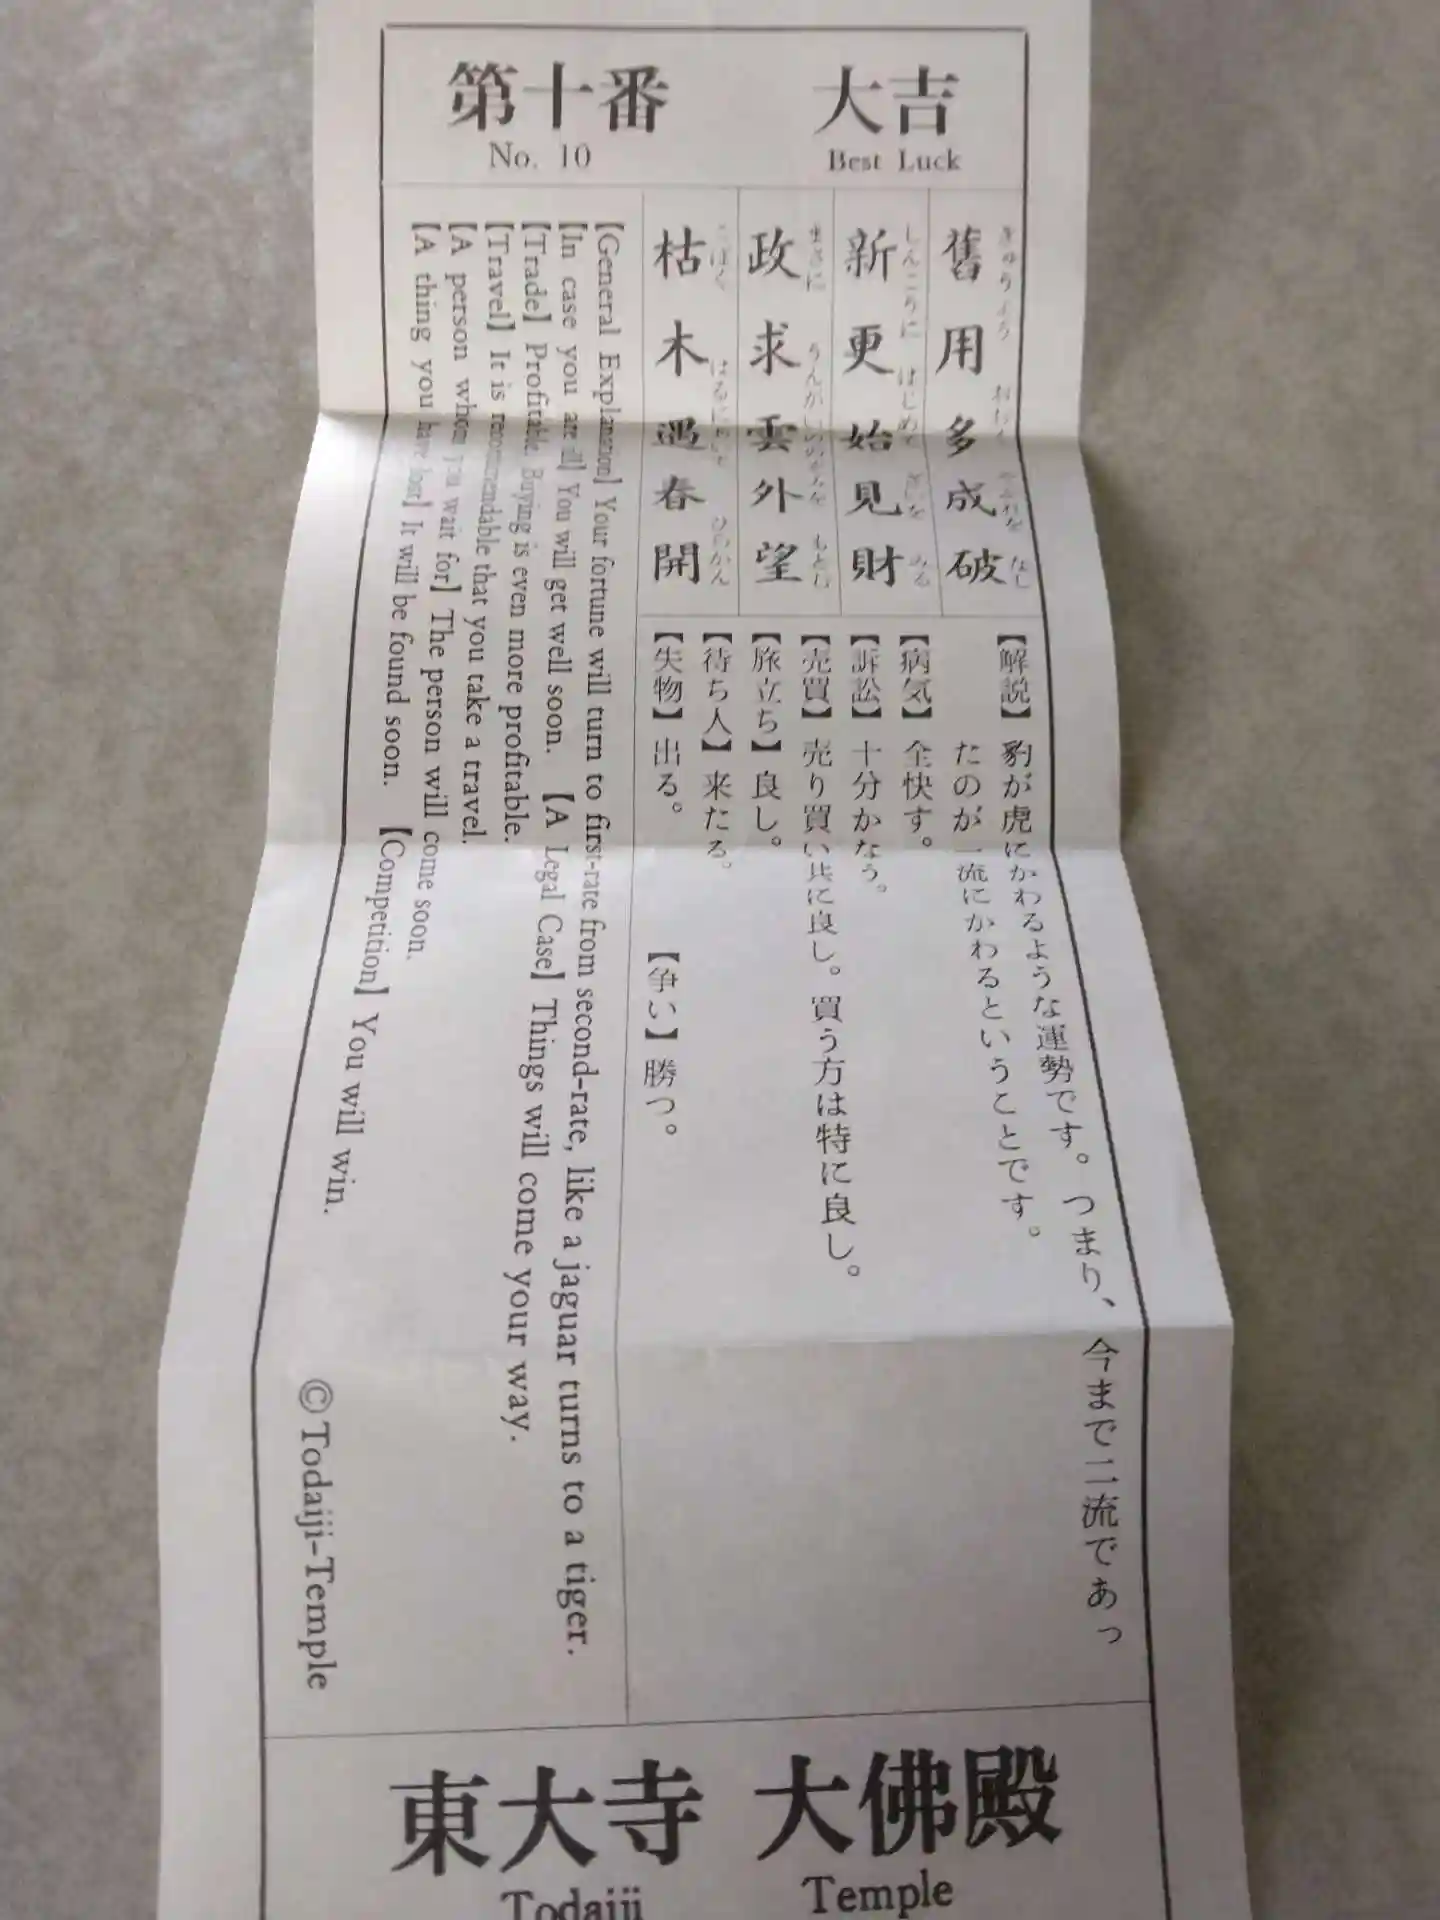 第十番 大吉
No. 10 Best Luck
舊用多成破
新更始見財
政求雲外望
枯木遇春開
【解説】豹が虎にかわるような運勢です。つまり、今まで二流であっ
たのが一流にかわるということです。
【病気】全快す。
【訴訟】十分かなう。
【売買】売り買い共に良し。買う方は特に良し。
【旅立ち】良し。
【待ち人】来たる。
【失物】出る。 【争い】勝つ。
【General Explanation】Your fortune will turn to first-rate from second-rate, like a jaguar turns to a tiger.
【In case you are ill】You will get well soon. 【A Legal Case】Things will come your way.
【Trade】Profitable. Buying is even more profitable.
【Travel】It is recommendable that you take a travel.
【A person whom you wait for】The person will come soon.
【A thing you have lost】It will be found soon. 【Competition】You will win.
©Todaiji-Temple
東大寺 大佛殿
Todaiji Temple